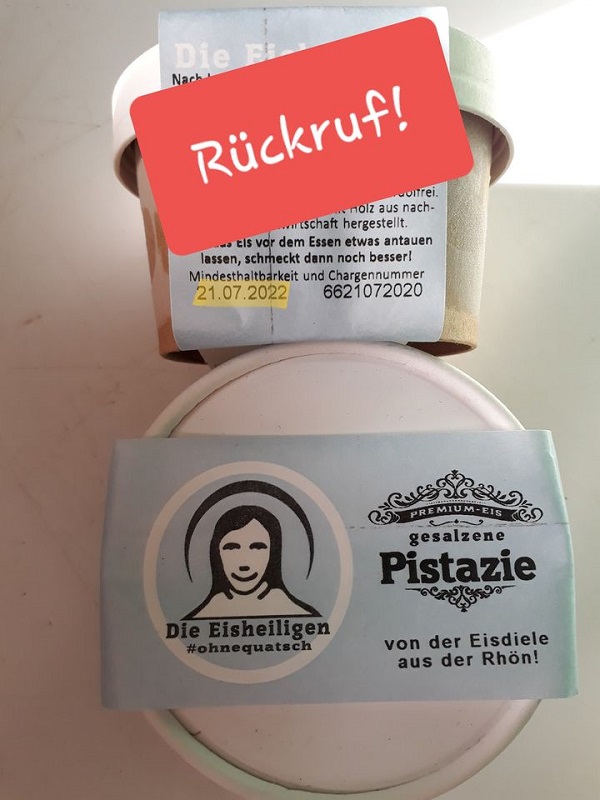 Die Eish
Nach
Rückruf!
Holz aus nach-
wirtschaft hergestellt.
Eis vor dem Essen etwas antauen
lassen, schmeckt dann noch besser!
Mindesthaltbarkeit und Chargennummer
21.07.2022 6621072020
PREMIUM-EIS
gesalzene
Pistazie
Die Eisheiligen
#ohnequatsch
von der Eisdiele
aus der Rhön!